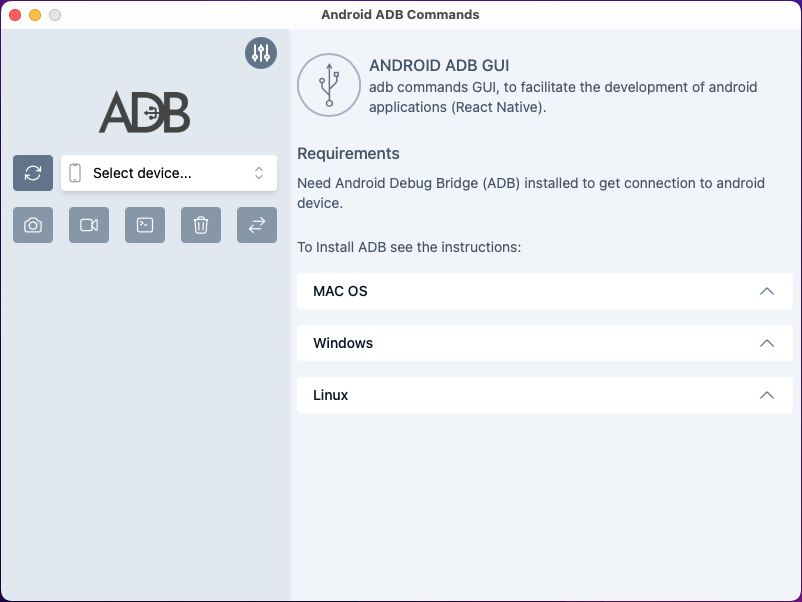 Android ADB Commands
ADB
Select device...
ANDROID ADB GUI
adb commands GUI, to facilitate the development of android
applications (React Native).
Requirements
Need Android Debug Bridge (ADB) installed to get connection to android
device.
To Install ADB see the instructions:
MAC OS
Windows
Linux